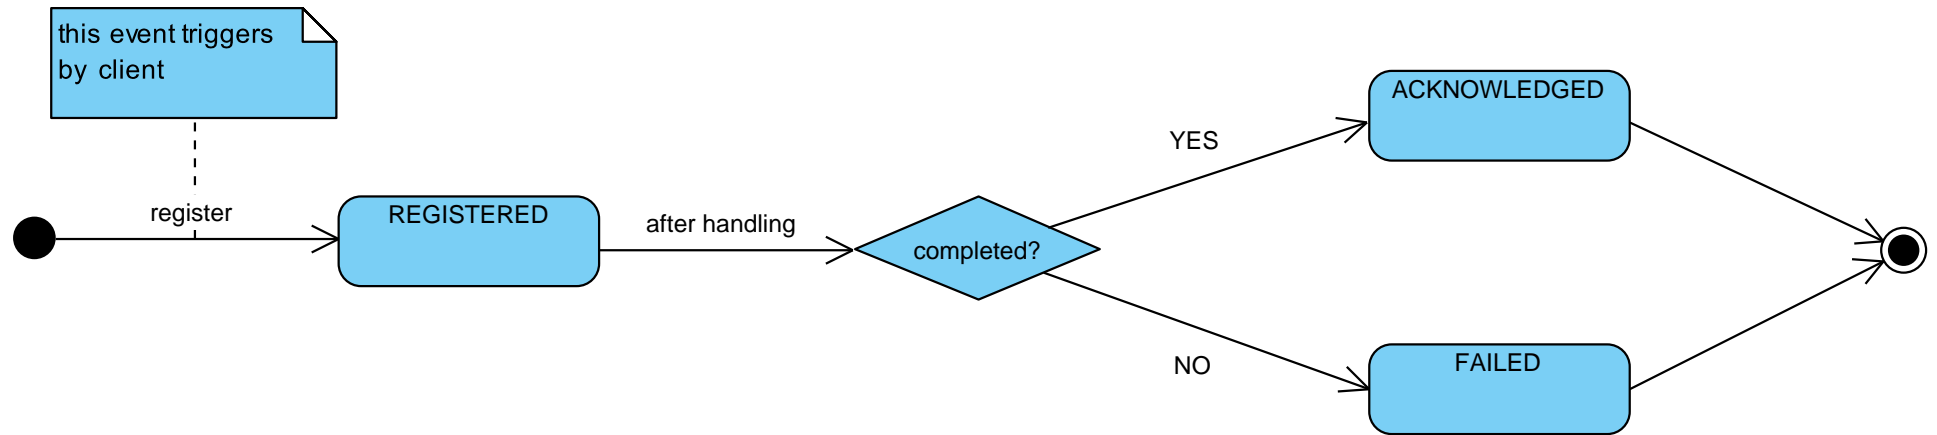 this event triggers
by client
register
REGISTERED
after handling
completed?
YES
NO
ACKNOWLEDGED
FAILED